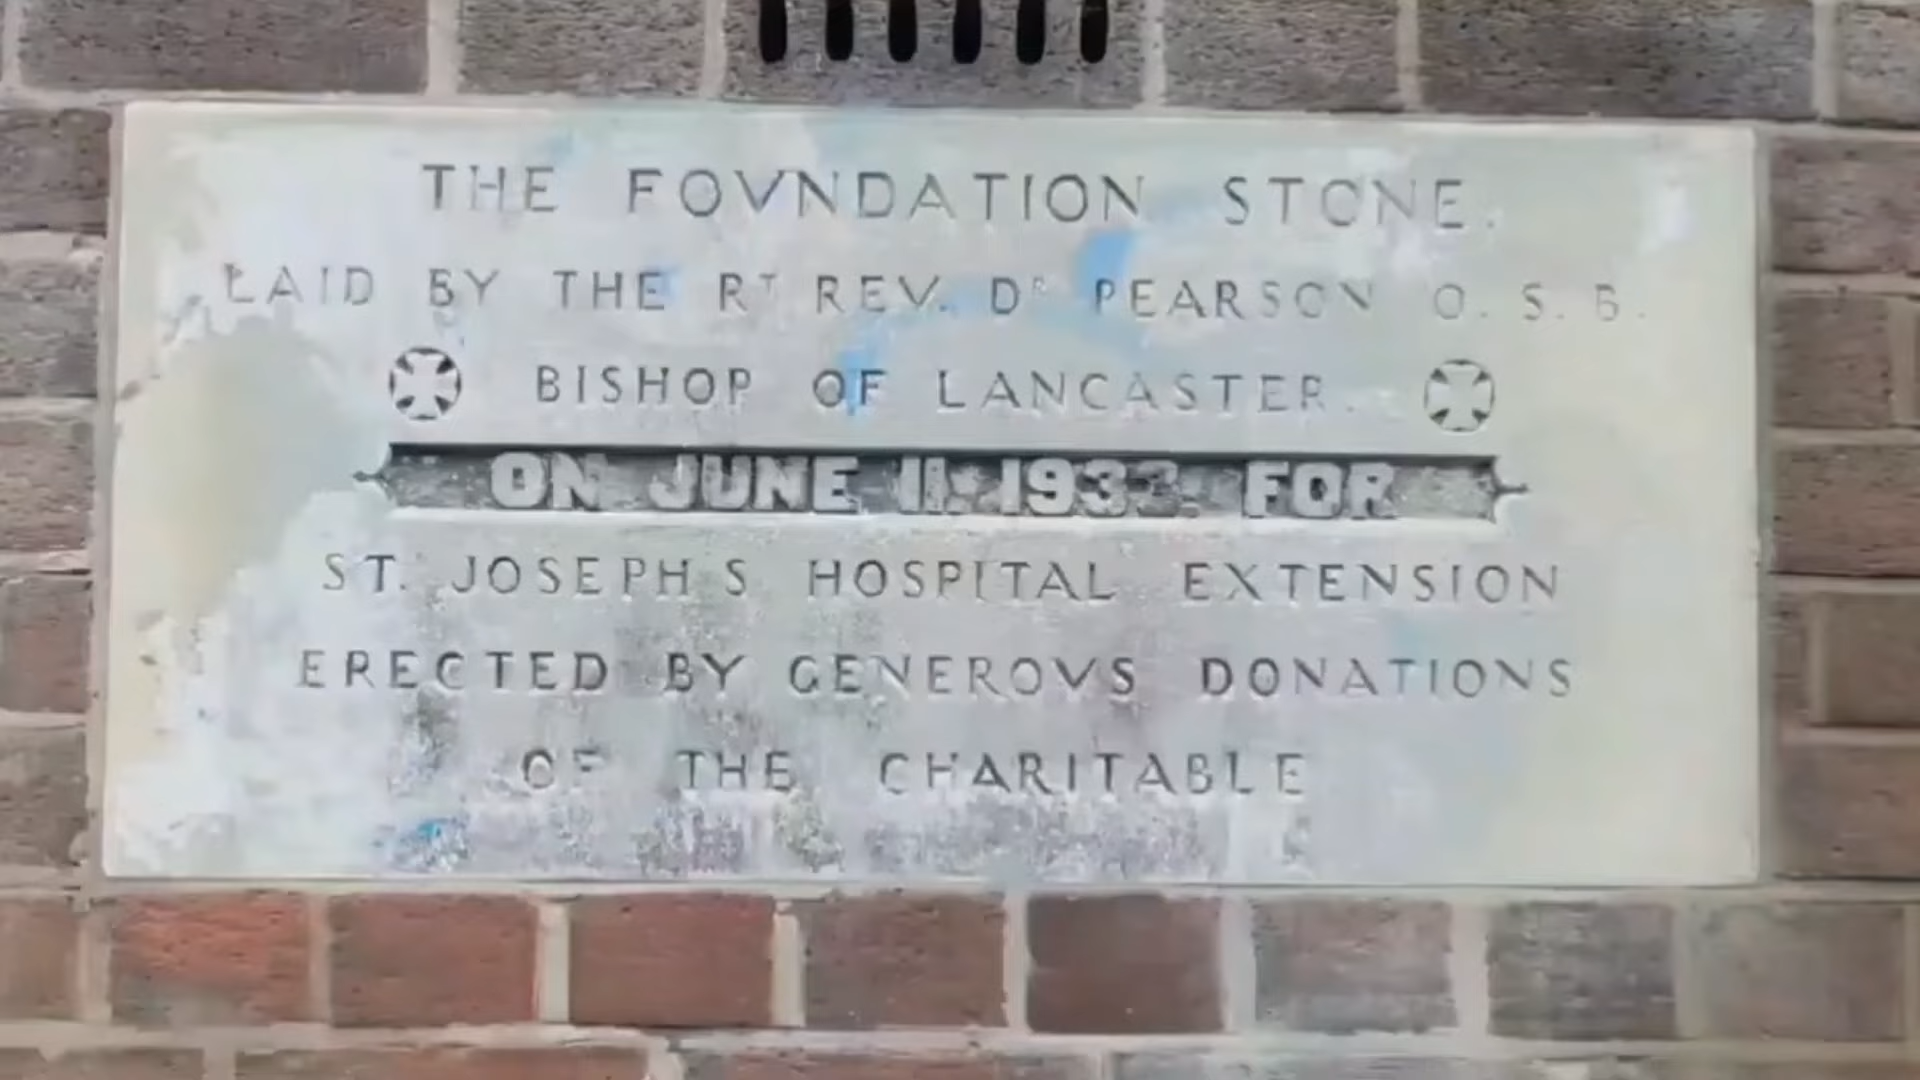 THE FOVNDATION STONE.
LAID BY THE RT REV. DR PEARSON O. S. B.
BISHOP OF LANCASTER.
ON JUNE 11. 1933. FOR
ST. JOSEPH'S HOSPITAL EXTENSION
ERECTED BY GENEROVS DONATIONS
OF THE CHARITABLE